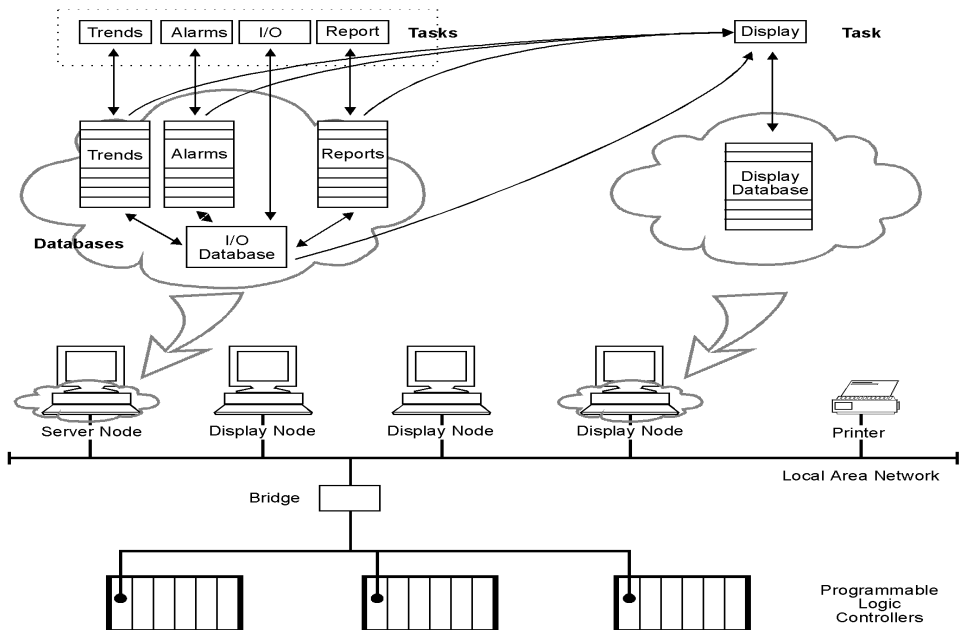 Trends
Alarms
I/O
Report
Tasks
Display
Task
Trends
Alarms
Reports
Display
Database
Databases
I/O
Database
Server Node
Display Node
Display Node
Display Node
Printer
Local Area Network
Bridge
Programmable
Logic
Controllers